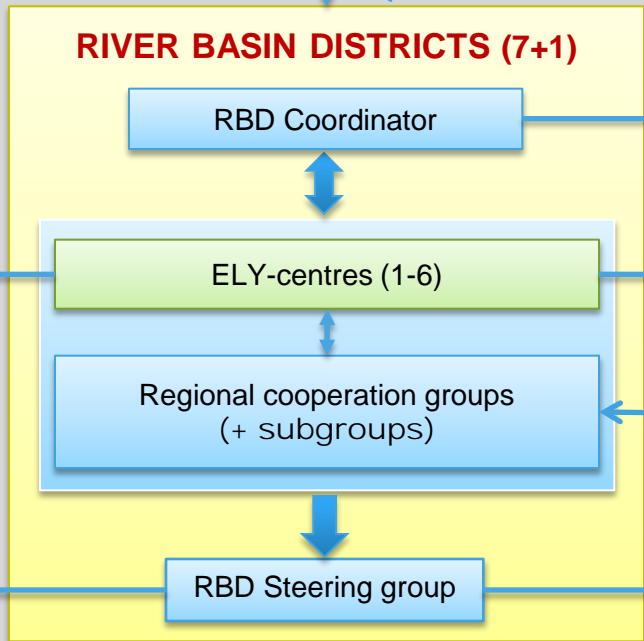 RIVER BASIN DISTRICTS (7+1)
RBD Coordinator
ELY-centres (1-6)
Regional cooperation groups
(+ subgroups)
RBD Steering group